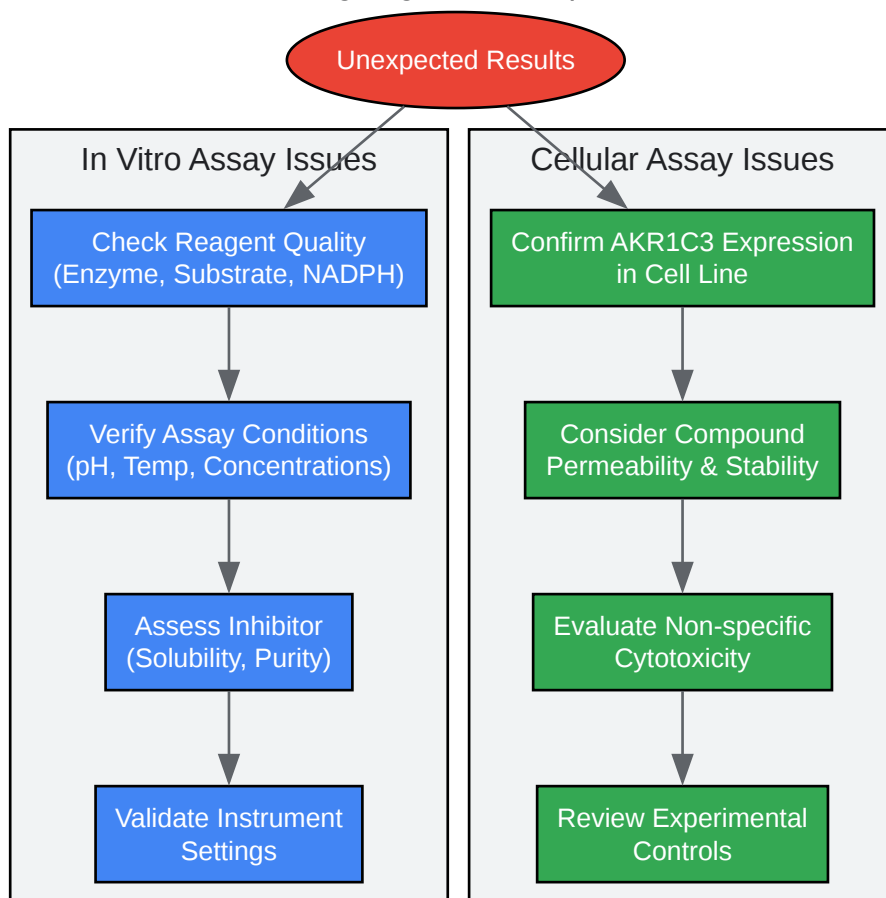 Unexpected Results
In Vitro Assay Issues
Check Reagent Quality
(Enzyme, Substrate, NADPH)
Verify Assay Conditions
(pH, Temp, Concentrations)
Assess Inhibitor
(Solubility, Purity)
Validate Instrument
Settings
Cellular Assay Issues
Confirm AKR1C3 Expression
in Cell Line
Consider Compound
Permeability & Stability
Evaluate Non-specific
Cytotoxicity
Review Experimental
Controls